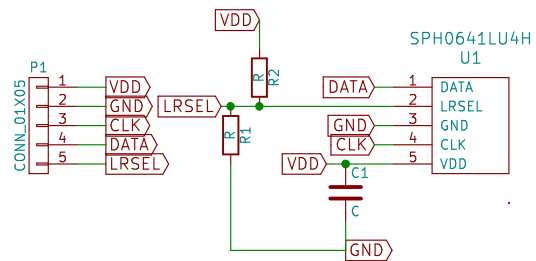 VDD
SPH0641LU4H
U1
P1
CONN_01X05
1 VDD
2 GND
3 CLK
4 DATA
5 LRSEL
LRSEL
R R2
R R1
DATA
GND
CLK
VDD
1 DATA
2 LRSEL
3 GND
4 CLK
5 VDD
C1
C
GND